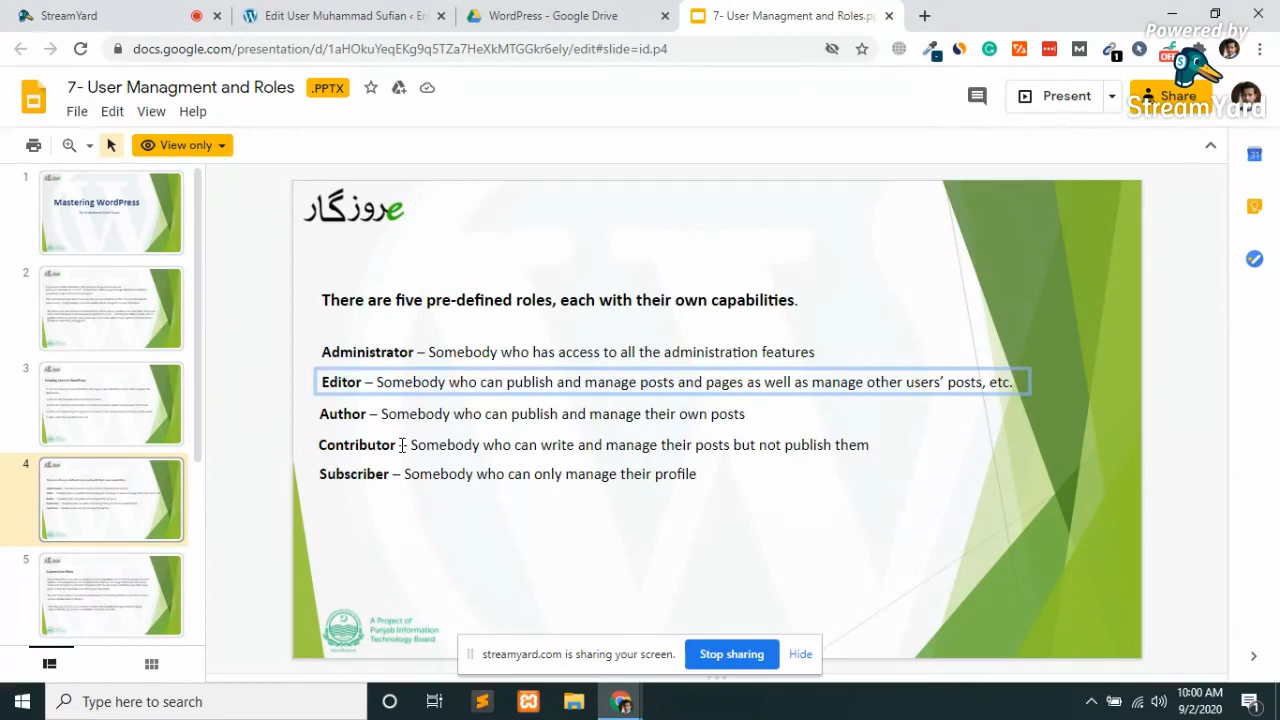 StreamYard
Edit User Muhammad Sufian ‹ E
WordPress - Google Drive
7- User Managment and Roles.p
docs.google.com/presentation/d/1aHOkuYeqEKg9q5TZa7HeXkMTGGkr6ely/edit#slide=id.p4
Powered by
StreamYard
7- User Managment and Roles
.PPTX
File Edit View Help
Present
Share
View only
1
Mastering WordPress
2
3
4
5
eروزگار
There are five pre-defined roles, each with their own capabilities.
Administrator – Somebody who has access to all the administration features
Editor – Somebody who can publish and manage posts and pages as well as manage other users’ posts, etc.
Author – Somebody who can publish and manage their own posts
Contributor – Somebody who can write and manage their posts but not publish them
Subscriber – Somebody who can only manage their profile
A Project of
Punjab Information
Technology Board
streamyard.com is sharing your screen.
Stop sharing
Hide
Type here to search
10:00 AM
9/2/2020